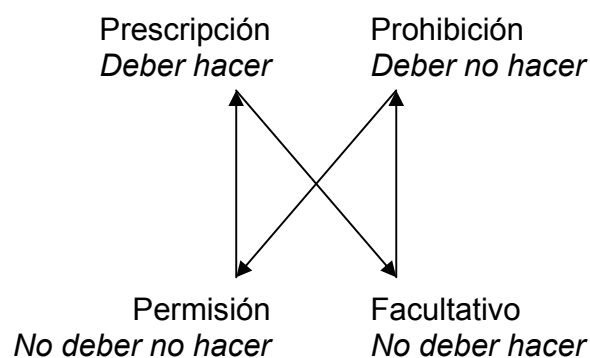 Prescripción
Deber hacer
Prohibición
Deber no hacer
Permisión
No deber no hacer
Facultativo
No deber hacer